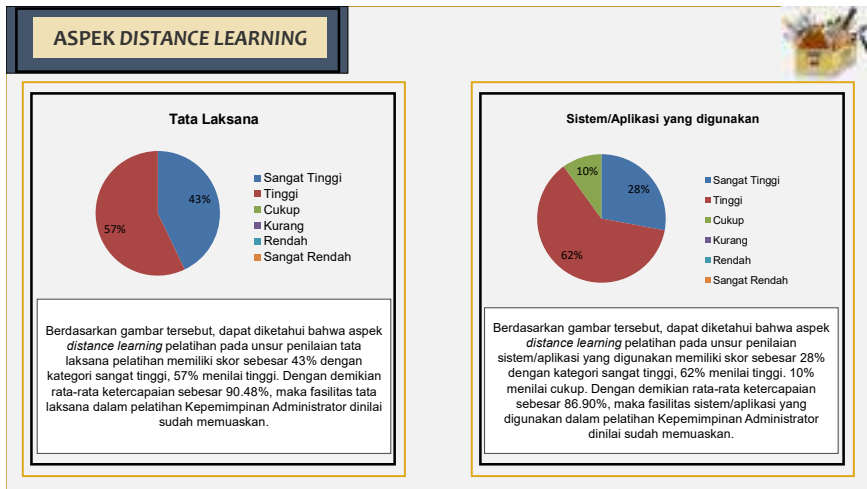 ASPEK DISTANCE LEARNING
Tata Laksana
43%
57%
Sangat Tinggi
Tinggi
Cukup
Kurang
Rendah
Sangat Rendah
Berdasarkan gambar tersebut, dapat diketahui bahwa aspek
distance learning pelatihan pada unsur penilaian tata
laksana pelatihan memiliki skor sebesar 43% dengan
kategori sangat tinggi, 57% menilai tinggi. Dengan demikian
rata-rata ketercapaian sebesar 90.48%, maka fasilitas tata
laksana dalam pelatihan Kepemimpinan Administrator dinilai
sudah memuaskan.
Sistem/Aplikasi yang digunakan
10%
28%
62%
Sangat Tinggi
Tinggi
Cukup
Kurang
Rendah
Sangat Rendah
Berdasarkan gambar tersebut, dapat diketahui bahwa aspek
distance learning pelatihan pada unsur penilaian
sistem/aplikasi yang digunakan memiliki skor sebesar 28%
dengan kategori sangat tinggi, 62% menilai tinggi. 10%
menilai cukup. Dengan demikian rata-rata ketercapaian
sebesar 86.90%, maka fasilitas sistem/aplikasi yang
digunakan dalam pelatihan Kepemimpinan Administrator
dinilai sudah memuaskan.